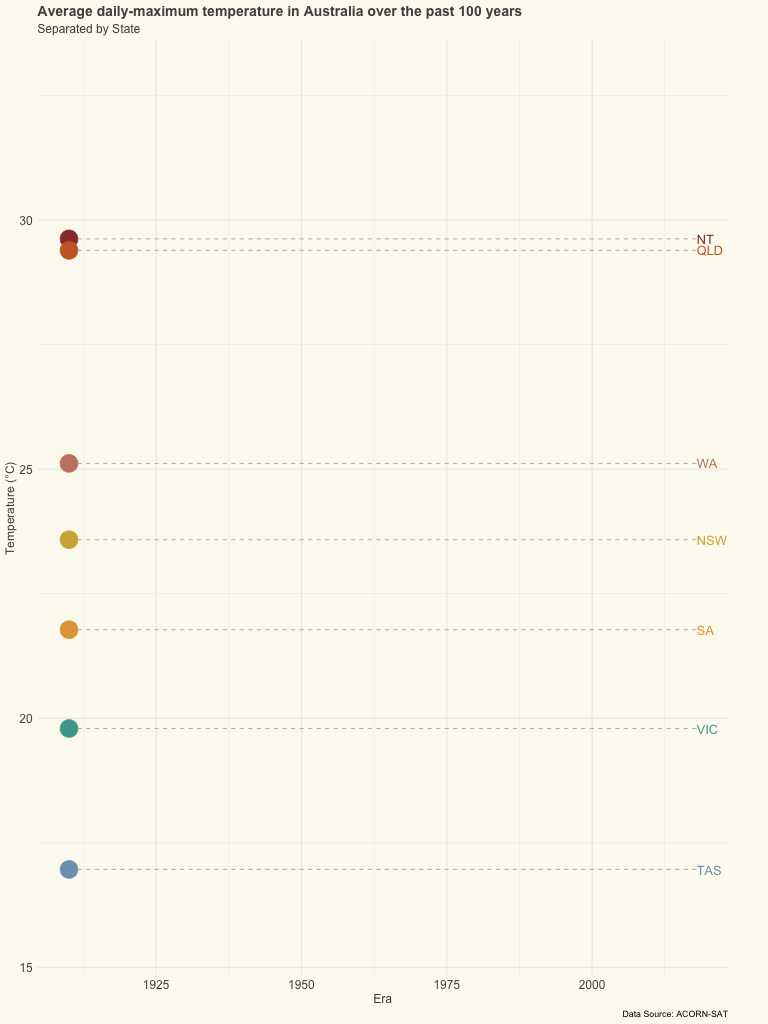 Average daily-maximum temperature in Australia over the past 100 years
Separated by State
30
NT
QLD
WA
25
Temperature (°C)
NSW
SA
20
VIC
TAS
15
1925 1950 1975 2000
Era
Data Source: ACORN-SAT